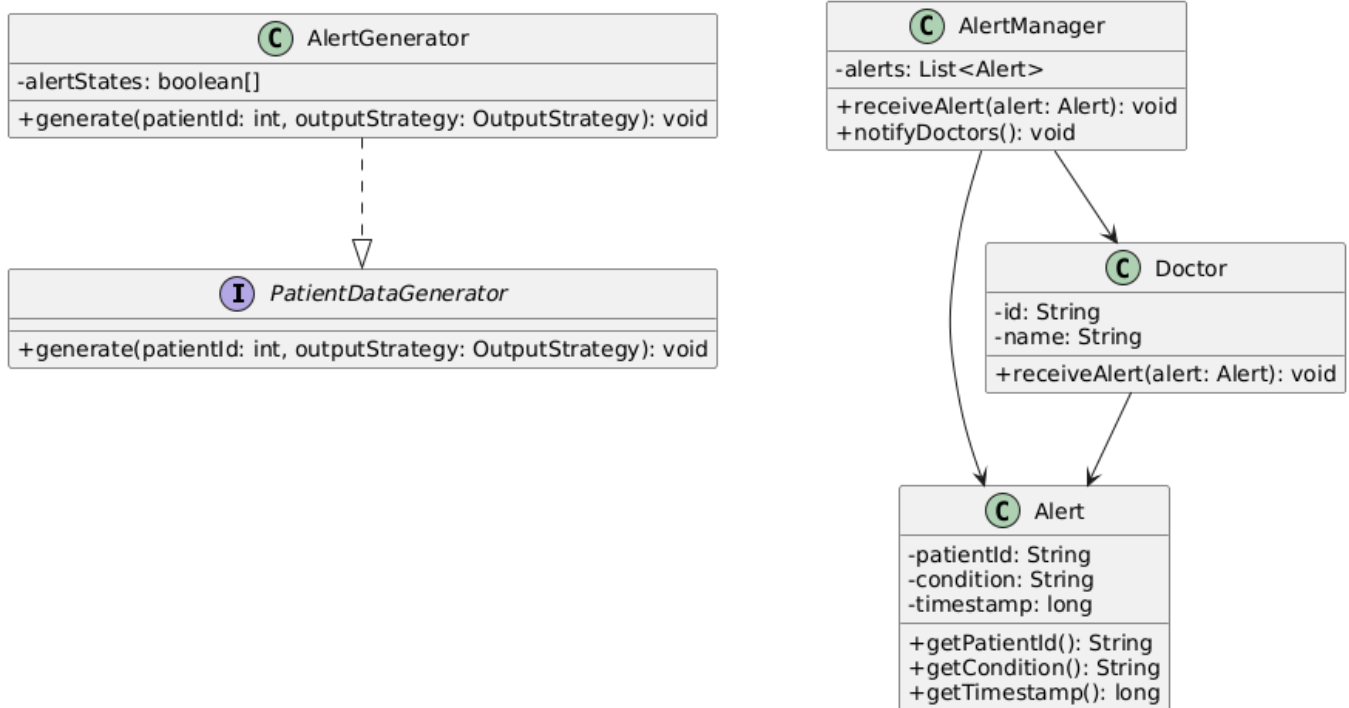 C AlertGenerator
-alertStates: boolean[]
+generate(patientId: int, outputStrategy: OutputStrategy): void
I PatientDataGenerator
+generate(patientId: int, outputStrategy: OutputStrategy): void
C AlertManager
-alerts: List<Alert>
+receiveAlert(alert: Alert): void
+notifyDoctors(): void
C Doctor
-id: String
-name: String
+receiveAlert(alert: Alert): void
C Alert
-patientId: String
-condition: String
-timestamp: long
+getPatientId(): String
+getCondition(): String
+getTimestamp(): long